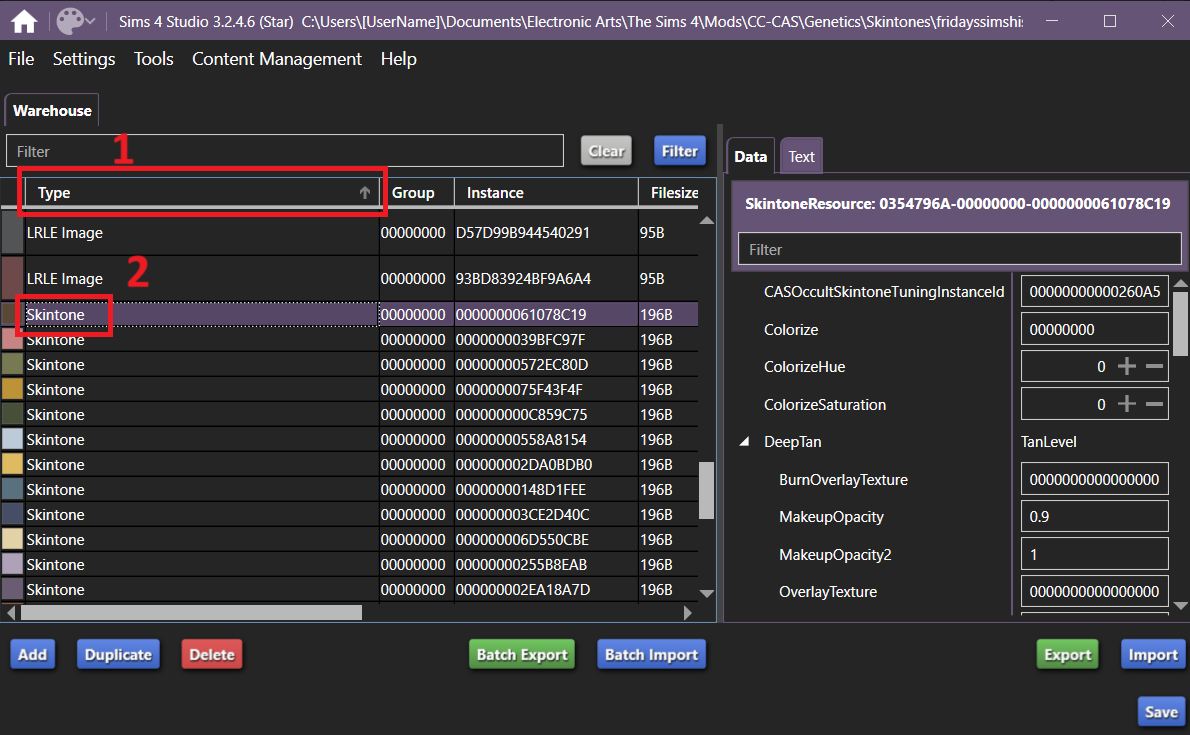 Sims 4 Studio 3.2.4.6 (Star) C:\Users\[UserName]\Documents\Electronic Arts\The Sims 4\Mods\CC-CAS\Genetics\Skintones\fridayssimshi
File Settings Tools Content Management Help
Warehouse
Filter Clear Filter
1
Type Group Instance Filesize
LRLE Image 00000000 D57D99B944540291 95B
LRLE Image 00000000 93BD83924BF9A6A4 95B
2
Skintone 00000000 0000000061078C19 196B
Skintone 00000000 0000000039BFC97F 196B
Skintone 00000000 00000000572EC80D 196B
Skintone 00000000 0000000075F43F4F 196B
Skintone 00000000 000000000C859C75 196B
Skintone 00000000 00000000558A8154 196B
Skintone 00000000 000000002DA0BDB0 196B
Skintone 00000000 00000000148D1FEE 196B
Skintone 00000000 000000003CE2D40C 196B
Skintone 00000000 000000006D550CBE 196B
Skintone 00000000 00000000255B8EAB 196B
Skintone 00000000 000000002EA18A7D 196B
Data Text
SkintoneResource: 0354796A-00000000-0000000061078C19
Filter
CASOccultSkintoneTuningInstanceId 00000000000260A5
Colorize 00000000
ColorizeHue 0
ColorizeSaturation 0
DeepTan TanLevel
BurnOverlayTexture 0000000000000000
MakeupOpacity 0.9
MakeupOpacity2 1
OverlayTexture 0000000000000000
Add Duplicate Delete Batch Export Batch Import Export Import
Save